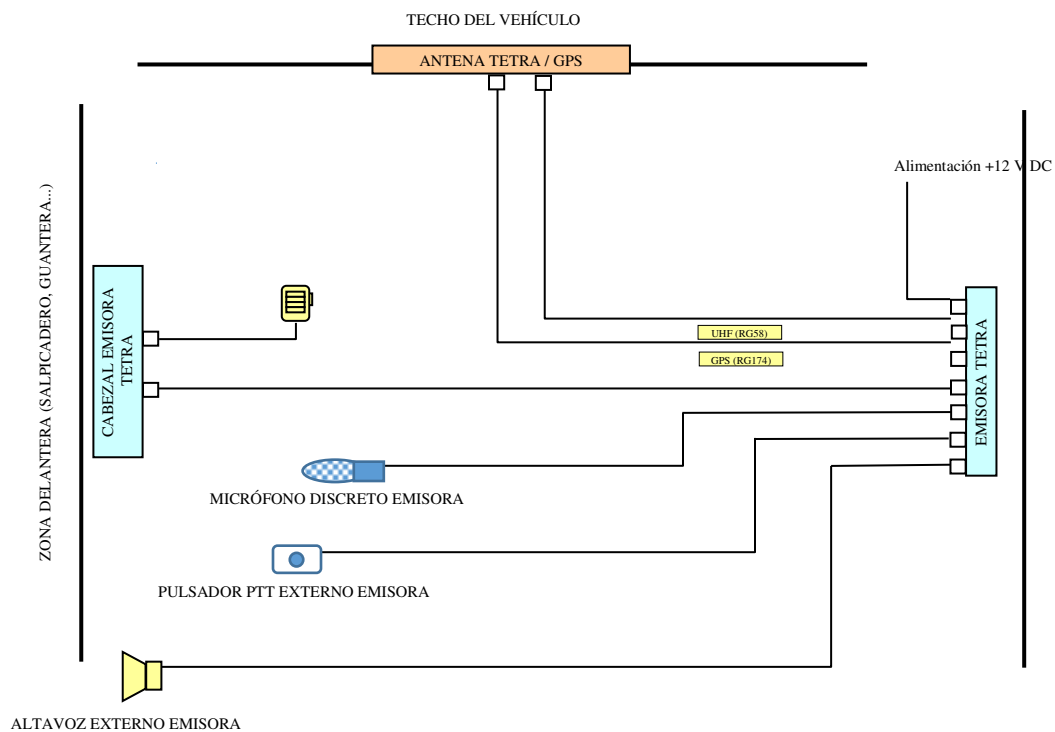 TECHO DEL VEHÍCULO
ANTENA TETRA / GPS
Alimentación +12 V DC
ZONA DELANTERA (SALPICADERO, GUANTERA...)
CABEZAL EMISORA
TETRA
UHF (RG58)
GPS (RG174)
EMISORA TETRA
MICRÓFONO DISCRETO EMISORA
PULSADOR PTT EXTERNO EMISORA
ALTAVOZ EXTERNO EMISORA